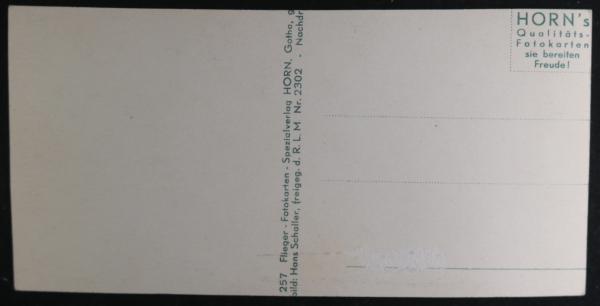 HORN's
Qualitäts-
Fotokarten
sie bereiten
Freude!
257 Flieger - Fotokarten - Spezialverlag HORN, Gotha, g
bild: Hans Schaller, freigeg. d. R. L. M Nr. 2302 · Nachdr